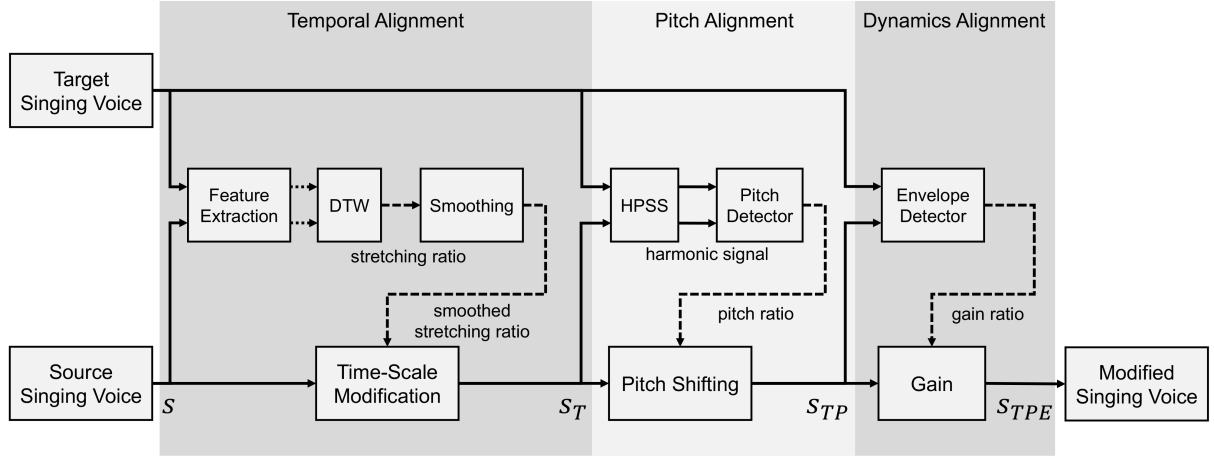 Temporal Alignment
Pitch Alignment
Dynamics Alignment
Target
Singing Voice
Feature
Extraction
DTW
Smoothing
HPSS
Pitch
Detector
Envelope
Detector
stretching ratio
harmonic signal
smoothed
stretching ratio
pitch ratio
gain ratio
Source
Singing Voice
Time-Scale
Modification
Pitch Shifting
Gain
Modified
Singing Voice
S
S_T
S_TP
S_TPE